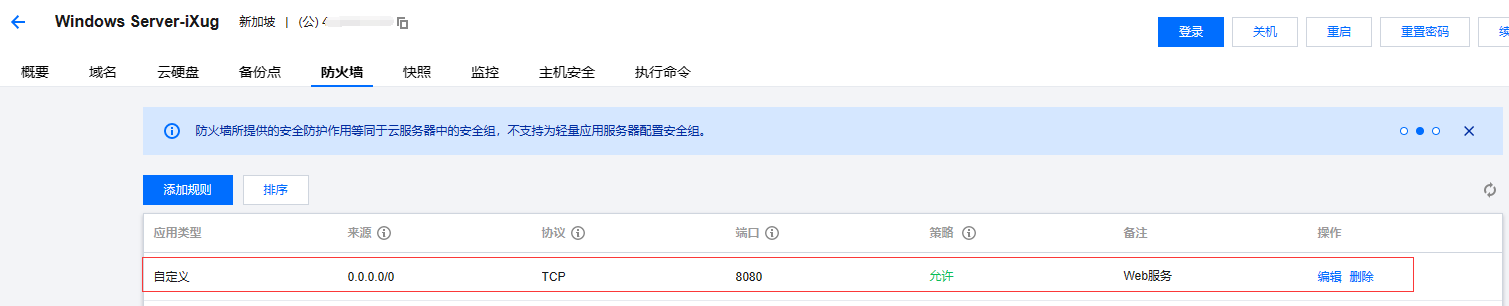 Windows Server-iXug 新加坡 | (公) 4
登录 关机 重启 重置密码 续
概要 域名 云硬盘 备份点 防火墙 快照 监控 主机安全 执行命令
防火墙所提供的安全防护作用等同于云服务器中的安全组，不支持为轻量应用服务器配置安全组。
添加规则 排序
应用类型 来源 协议 端口 策略 备注 操作
自定义 0.0.0.0/0 TCP 8080 允许 Web服务 编辑 删除